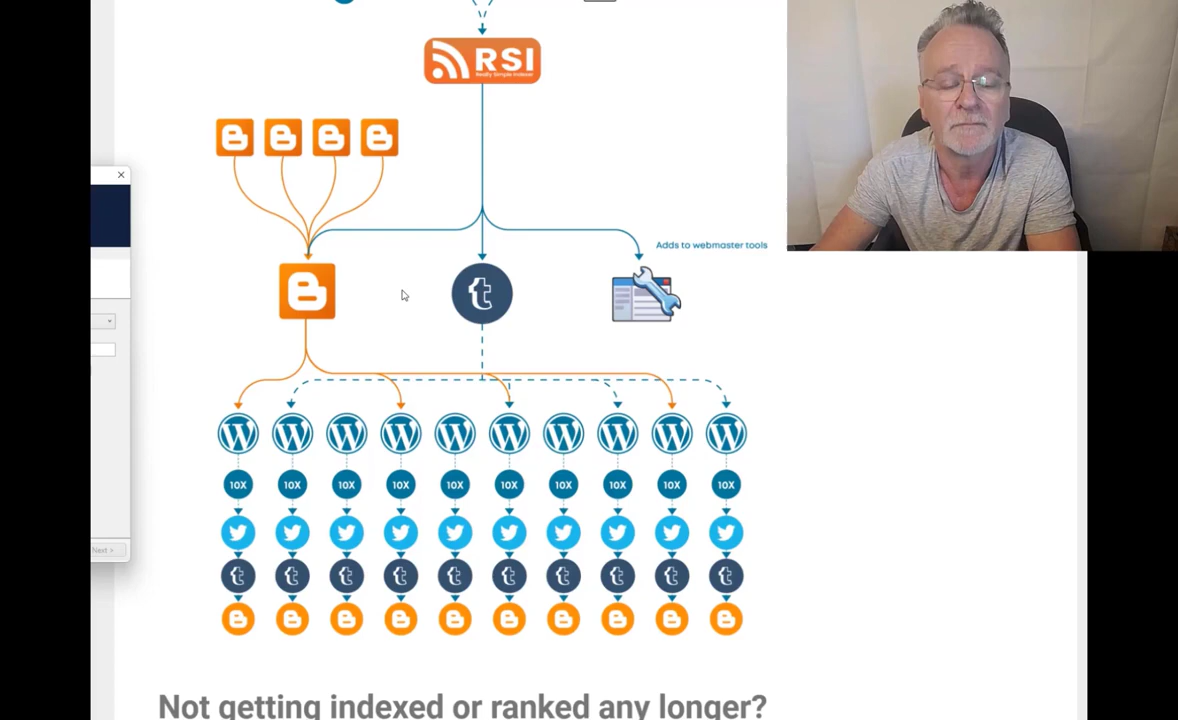 RSI
Really Simple Indexer
Adds to webmaster tools
10X 10X 10X 10X 10X 10X 10X 10X 10X 10X
Next >
Not getting indexed or ranked any longer?